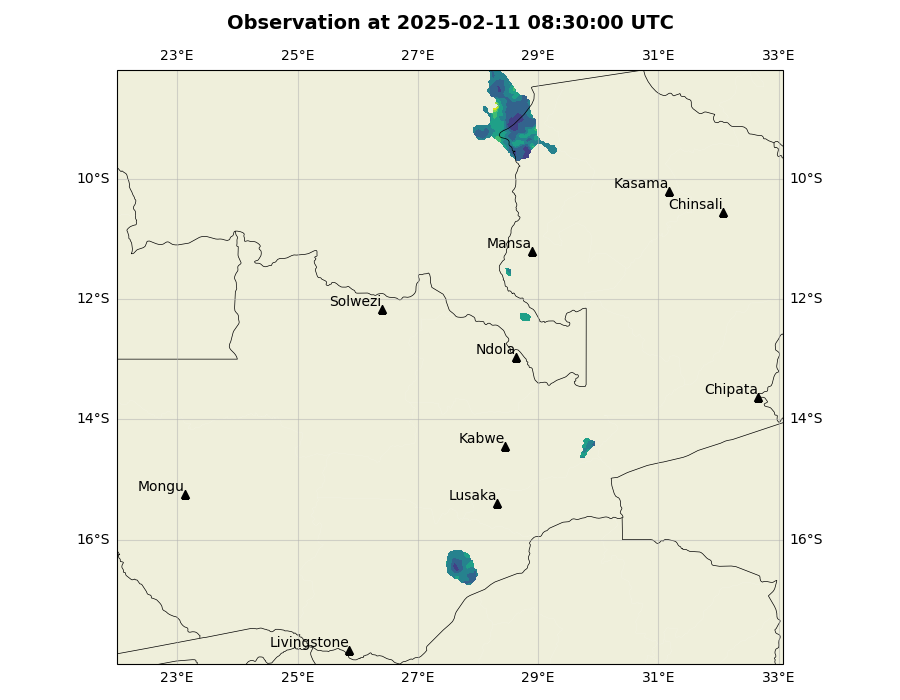 Observation at 2025-02-11 08:30:00 UTC
23°E 25°E 27°E 29°E 31°E 33°E
10°S 10°S
Kasama
Chinsali
Mansa
12°S 12°S
Solwezi
Ndola
Chipata
14°S 14°S
Kabwe
Mongu
Lusaka
16°S 16°S
Livingstone
23°E 25°E 27°E 29°E 31°E 33°E